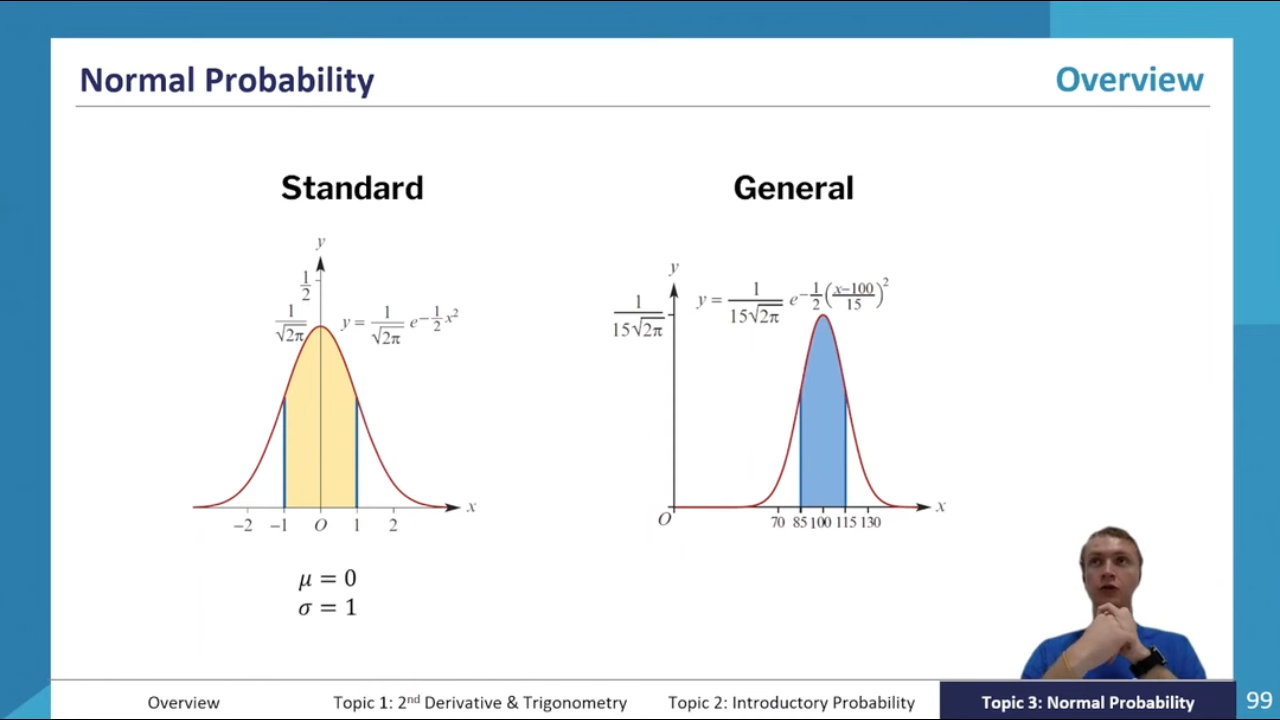 Normal Probability
Overview
Standard
General
y
1/2
1/√2π
y = 1/√2π e^−1/2 x²
−2 −1 O 1 2
x
μ = 0
σ = 1
y
1/15√2π
y = 1/15√2π e^−1/2(x−100/15)²
O
70 85 100 115 130
x
Overview
Topic 1: 2nd Derivative & Trigonometry
Topic 2: Introductory Probability
Topic 3: Normal Probability
99